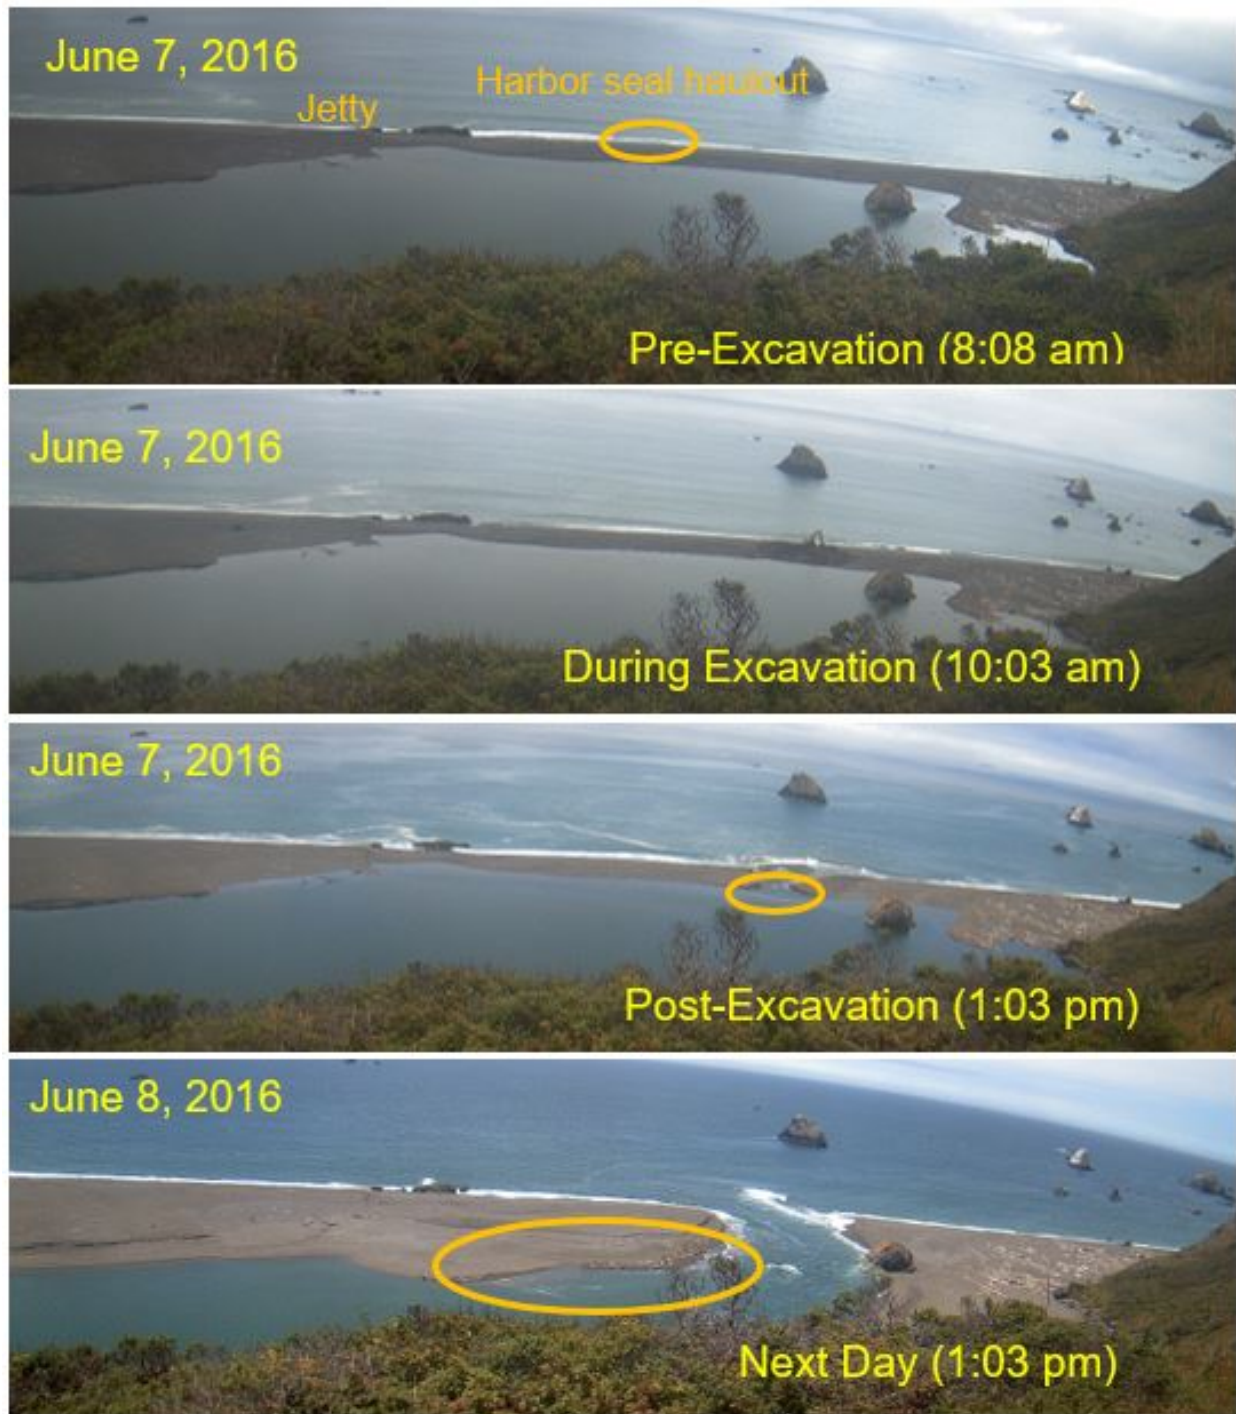 June 7, 2016
Harbor seal haulout
Jetty
Pre-Excavation (8:08 am)
June 7, 2016
During Excavation (10:03 am)
June 7, 2016
Post-Excavation (1:03 pm)
June 8, 2016
Next Day (1:03 pm)